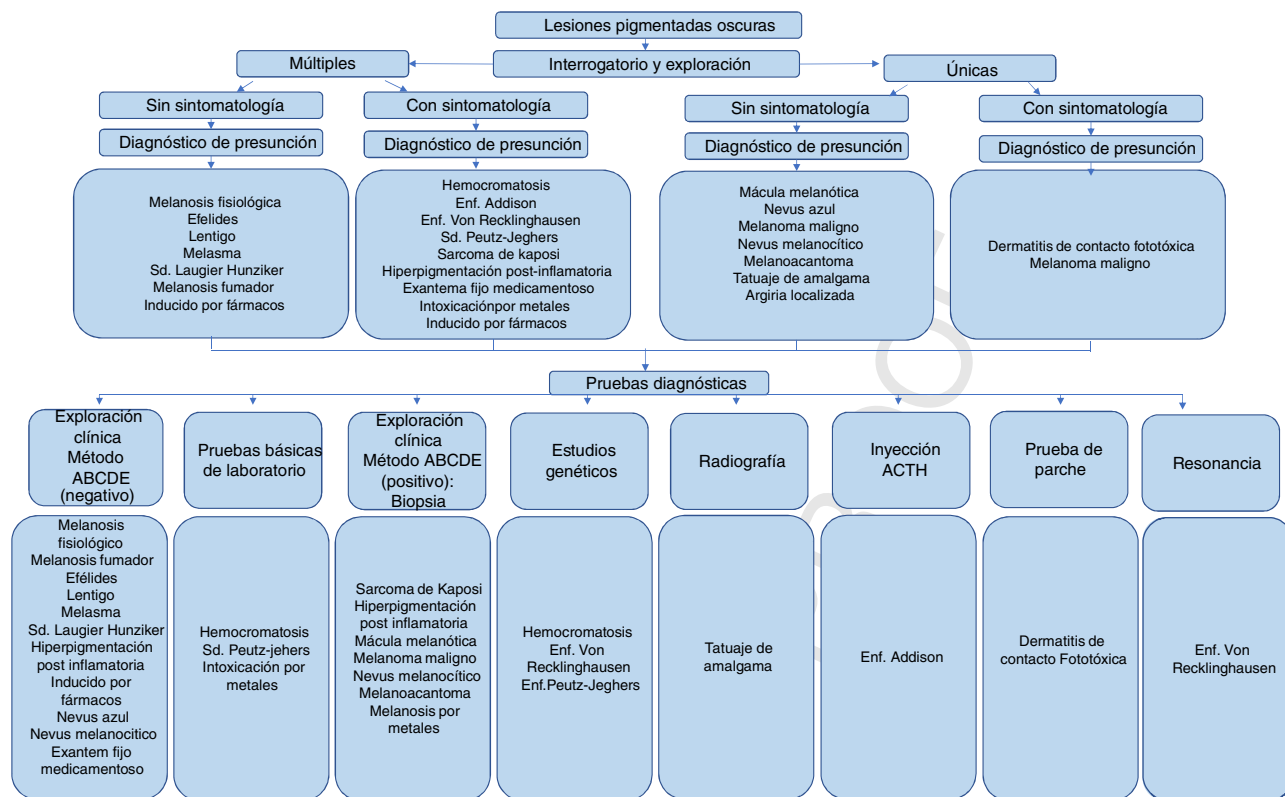 Lesiones pigmentadas oscuras
Interrogatorio y exploración
Múltiples
Únicas
Sin sintomatología
Con sintomatología
Sin sintomatología
Con sintomatología
Diagnóstico de presunción
Diagnóstico de presunción
Diagnóstico de presunción
Diagnóstico de presunción
Melanosis fisiológica
Efelides
Lentigo
Melasma
Sd. Laugier Hunziker
Melanosis fumador
Inducido por fármacos
Hemocromatosis
Enf. Addison
Enf. Von Recklinghausen
Sd. Peutz-Jeghers
Sarcoma de kaposi
Hiperpigmentación post-inflamatoria
Exantema fijo medicamentoso
Intoxicaciónpor metales
Inducido por fármacos
Mácula melanótica
Nevus azul
Melanoma maligno
Nevus melanocítico
Melanoacantoma
Tatuaje de amalgama
Argiria localizada
Dermatitis de contacto fototóxica
Melanoma maligno
Pruebas diagnósticas
Exploración
clínica
Método
ABCDE
(negativo)
Pruebas básicas
de laboratorio
Exploración
clínica
Método ABCDE
(positivo):
Biopsia
Estudios
genéticos
Radiografía
Inyección
ACTH
Prueba de
parche
Resonancia
Melanosis
fisiológico
Melanosis fumador
Efélides
Lentigo
Melasma
Sd. Laugier Hunziker
Hiperpigmentación
post inflamatoria
Inducido por
fármacos
Nevus azul
Nevus melanocitico
Exantem fijo
medicamentoso
Hemocromatosis
Sd. Peutz-jehers
Intoxicación por
metales
Sarcoma de Kaposi
Hiperpigmentación
post inflamatoria
Mácula melanótica
Melanoma maligno
Nevus melanocítico
Melanoacantoma
Melanosis por
metales
Hemocromatosis
Enf. Von
Recklinghausen
Enf.Peutz-Jeghers
Tatuaje de
amalgama
Enf. Addison
Dermatitis de
contacto Fototóxica
Enf. Von
Recklinghausen